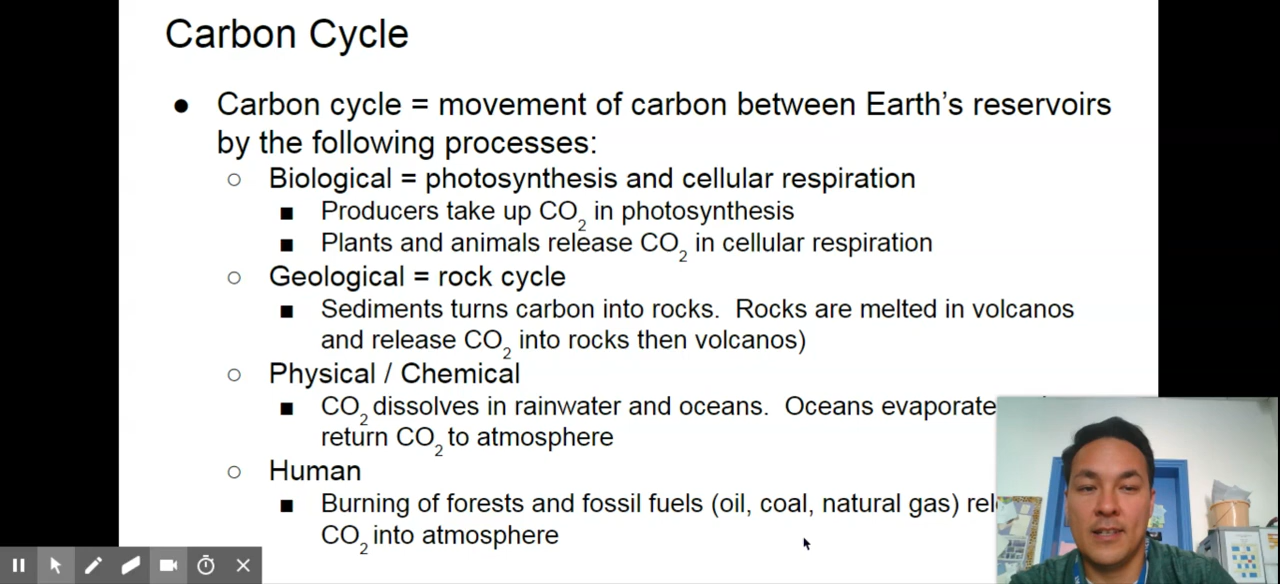 Carbon Cycle
● Carbon cycle = movement of carbon between Earth’s reservoirs
by the following processes:
○ Biological = photosynthesis and cellular respiration
■ Producers take up CO₂ in photosynthesis
■ Plants and animals release CO₂ in cellular respiration
○ Geological = rock cycle
■ Sediments turns carbon into rocks.  Rocks are melted in volcanos
and release CO₂ into rocks then volcanos)
○ Physical / Chemical
■ CO₂ dissolves in rainwater and oceans.  Oceans evaporate
return CO₂ to atmosphere
○ Human
■ Burning of forests and fossil fuels (oil, coal, natural gas)
CO₂ into atmosphere